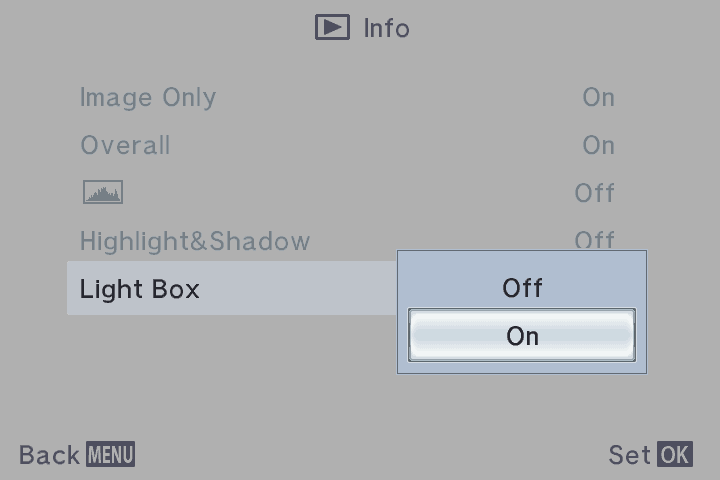 Info
Image Only On
Overall On
Off
Highlight&Shadow Off
Light Box Off
On
Back MENU Set OK